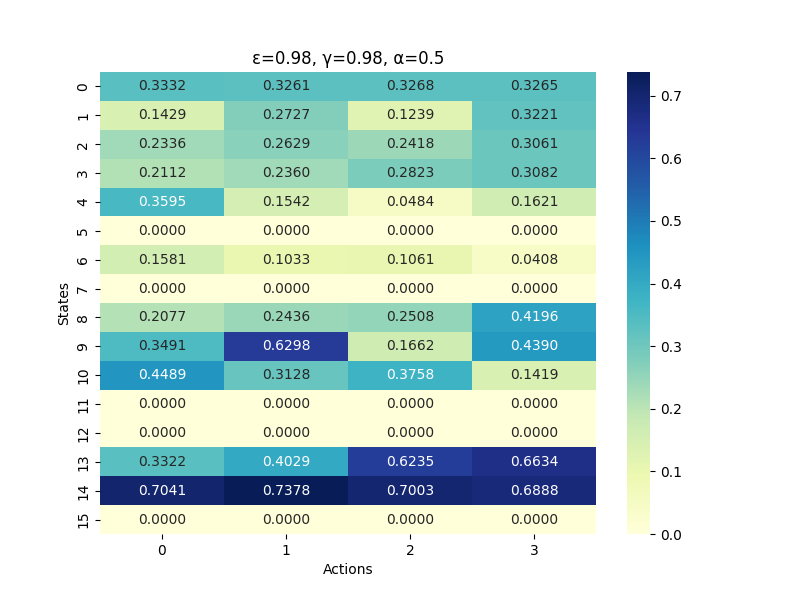 ε=0.98, γ=0.98, α=0.5
0 0.3332 0.3261 0.3268 0.3265
1 0.1429 0.2727 0.1239 0.3221
2 0.2336 0.2629 0.2418 0.3061
3 0.2112 0.2360 0.2823 0.3082
4 0.3595 0.1542 0.0484 0.1621
5 0.0000 0.0000 0.0000 0.0000
6 0.1581 0.1033 0.1061 0.0408
7 0.0000 0.0000 0.0000 0.0000
8 0.2077 0.2436 0.2508 0.4196
9 0.3491 0.6298 0.1662 0.4390
10 0.4489 0.3128 0.3758 0.1419
11 0.0000 0.0000 0.0000 0.0000
12 0.0000 0.0000 0.0000 0.0000
13 0.3322 0.4029 0.6235 0.6634
14 0.7041 0.7378 0.7003 0.6888
15 0.0000 0.0000 0.0000 0.0000
States
0 1 2 3
Actions
0.7
0.6
0.5
0.4
0.3
0.2
0.1
0.0